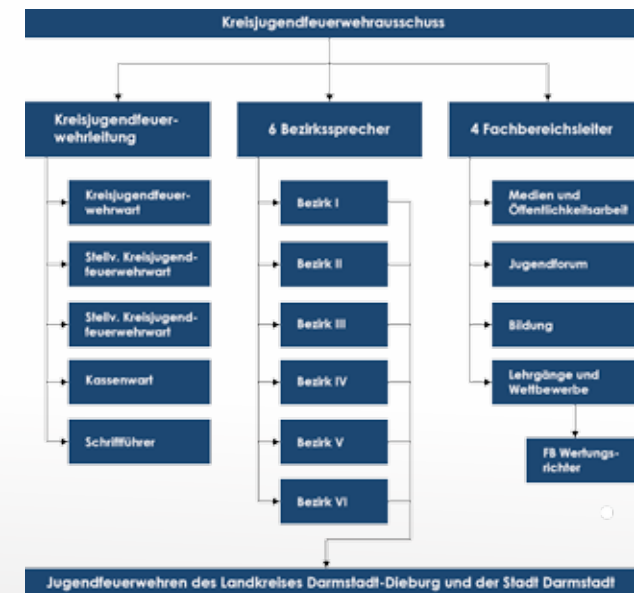 Kreisjugendfeuerwehrausschuss
Kreisjugendfeuer-
wehrleitung
Kreisjugendfeuer-
wehrwart
Stellv. Kreisjugend-
feuerwehrwart
Stellv. Kreisjugend-
feuerwehrwart
Kassenwart
Schriftführer
6 Bezirkssprecher
Bezirk I
Bezirk II
Bezirk III
Bezirk IV
Bezirk V
Bezirk VI
4 Fachbereichsleiter
Medien und
Öffentlichkeitsarbeit
Jugendforum
Bildung
Lehrgänge und
Wettbewerbe
FB Wertungs-
richter
Jugendfeuerwehren des Landkreises Darmstadt-Dieburg und der Stadt Darmstadt